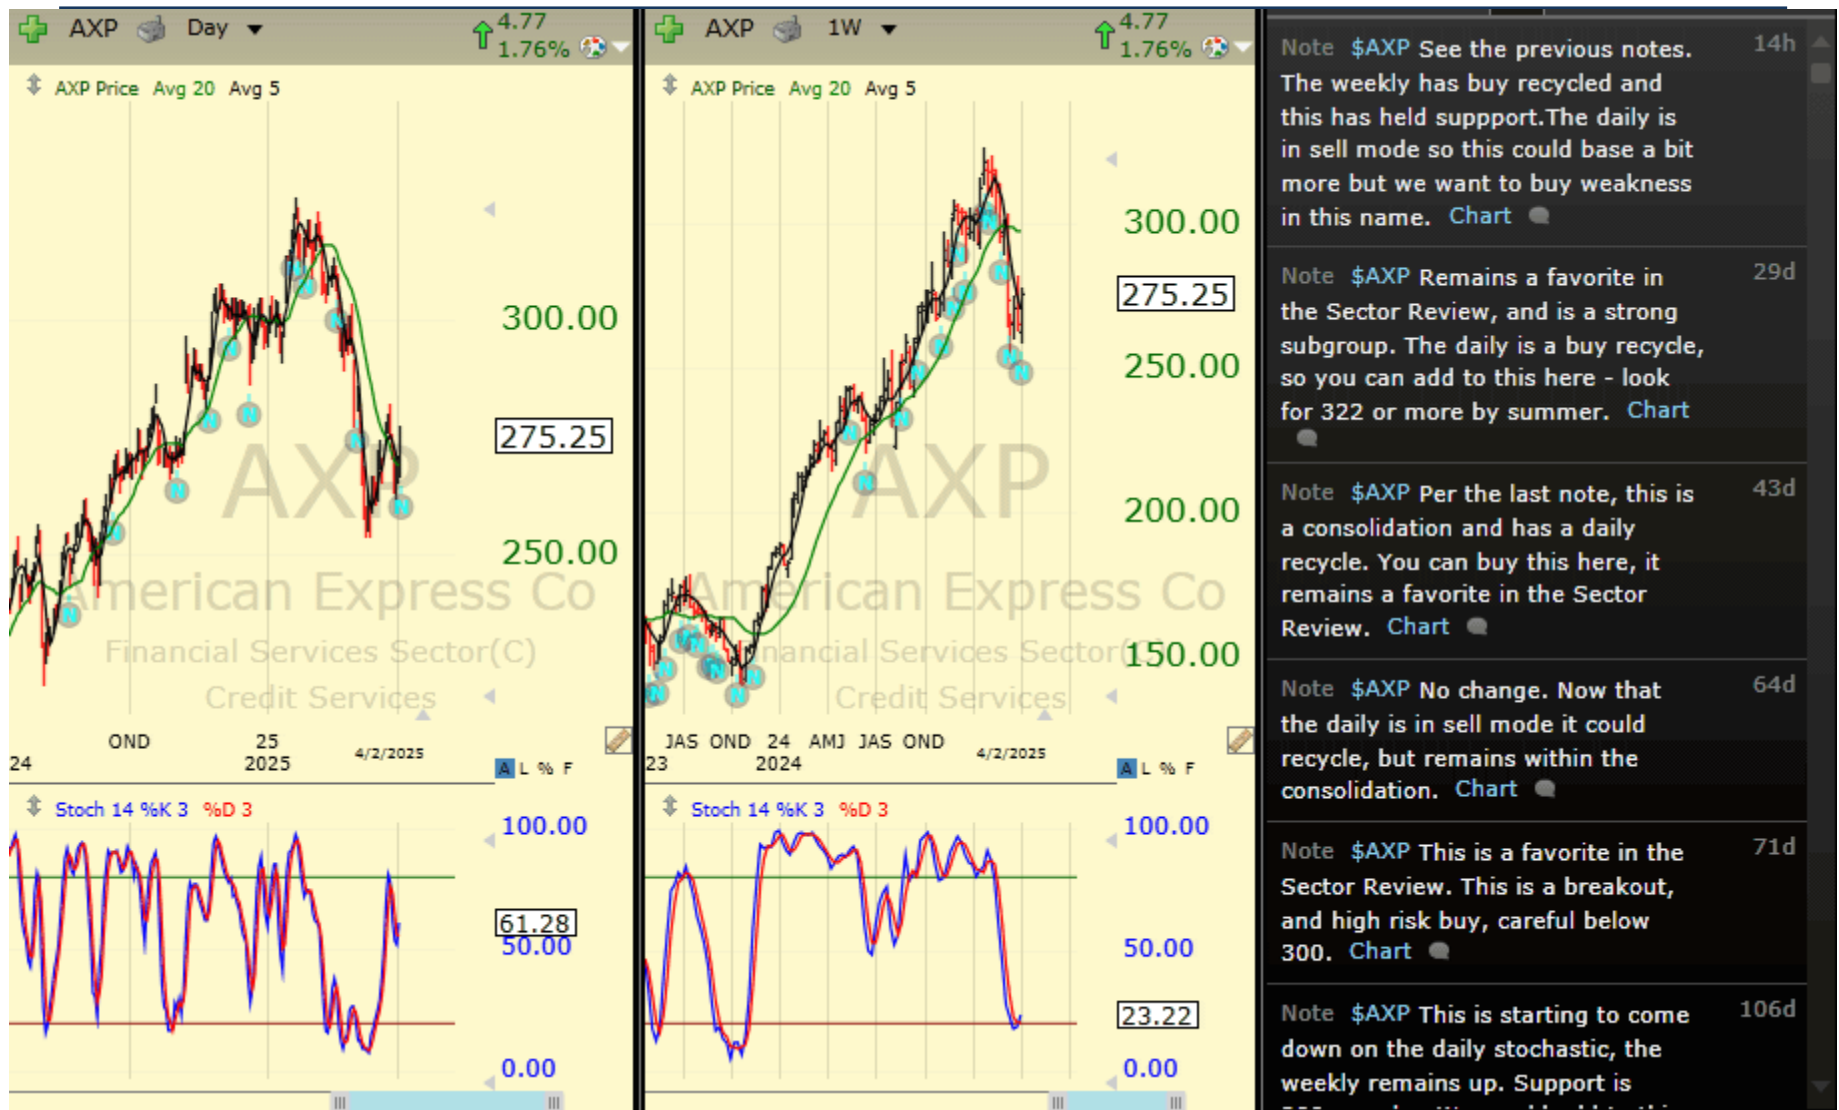 AXP Day 4.77
1.76%
AXP Price Avg 20 Avg 5
300.00
275.25
250.00
AXP
American Express Co
Financial Services Sector(C)
Credit Services
OND 25
24 2025 4/2/2025
A L % F
Stoch 14 %K 3 %D 3
100.00
61.28
50.00
0.00
AXP 1W 4.77
1.76%
AXP Price Avg 20 Avg 5
300.00
275.25
250.00
200.00
150.00
AXP
American Express Co
Financial Services Sector(C)
Credit Services
JAS OND 24 AMJ JAS OND
23 2024 4/2/2025
A L % F
Stoch 14 %K 3 %D 3
100.00
50.00
23.22
0.00
Note $AXP See the previous notes. 14h
The weekly has buy recycled and
this has held suppport.The daily is
in sell mode so this could base a bit
more but we want to buy weakness
in this name. Chart
Note $AXP Remains a favorite in 29d
the Sector Review, and is a strong
subgroup. The daily is a buy recycle,
so you can add to this here - look
for 322 or more by summer. Chart
Note $AXP Per the last note, this is 43d
a consolidation and has a daily
recycle. You can buy this here, it
remains a favorite in the Sector
Review. Chart
Note $AXP No change. Now that 64d
the daily is in sell mode it could
recycle, but remains within the
consolidation. Chart
Note $AXP This is a favorite in the 71d
Sector Review. This is a breakout,
and high risk buy, careful below
300. Chart
Note $AXP This is starting to come 106d
down on the daily stochastic, the
weekly remains up. Support is